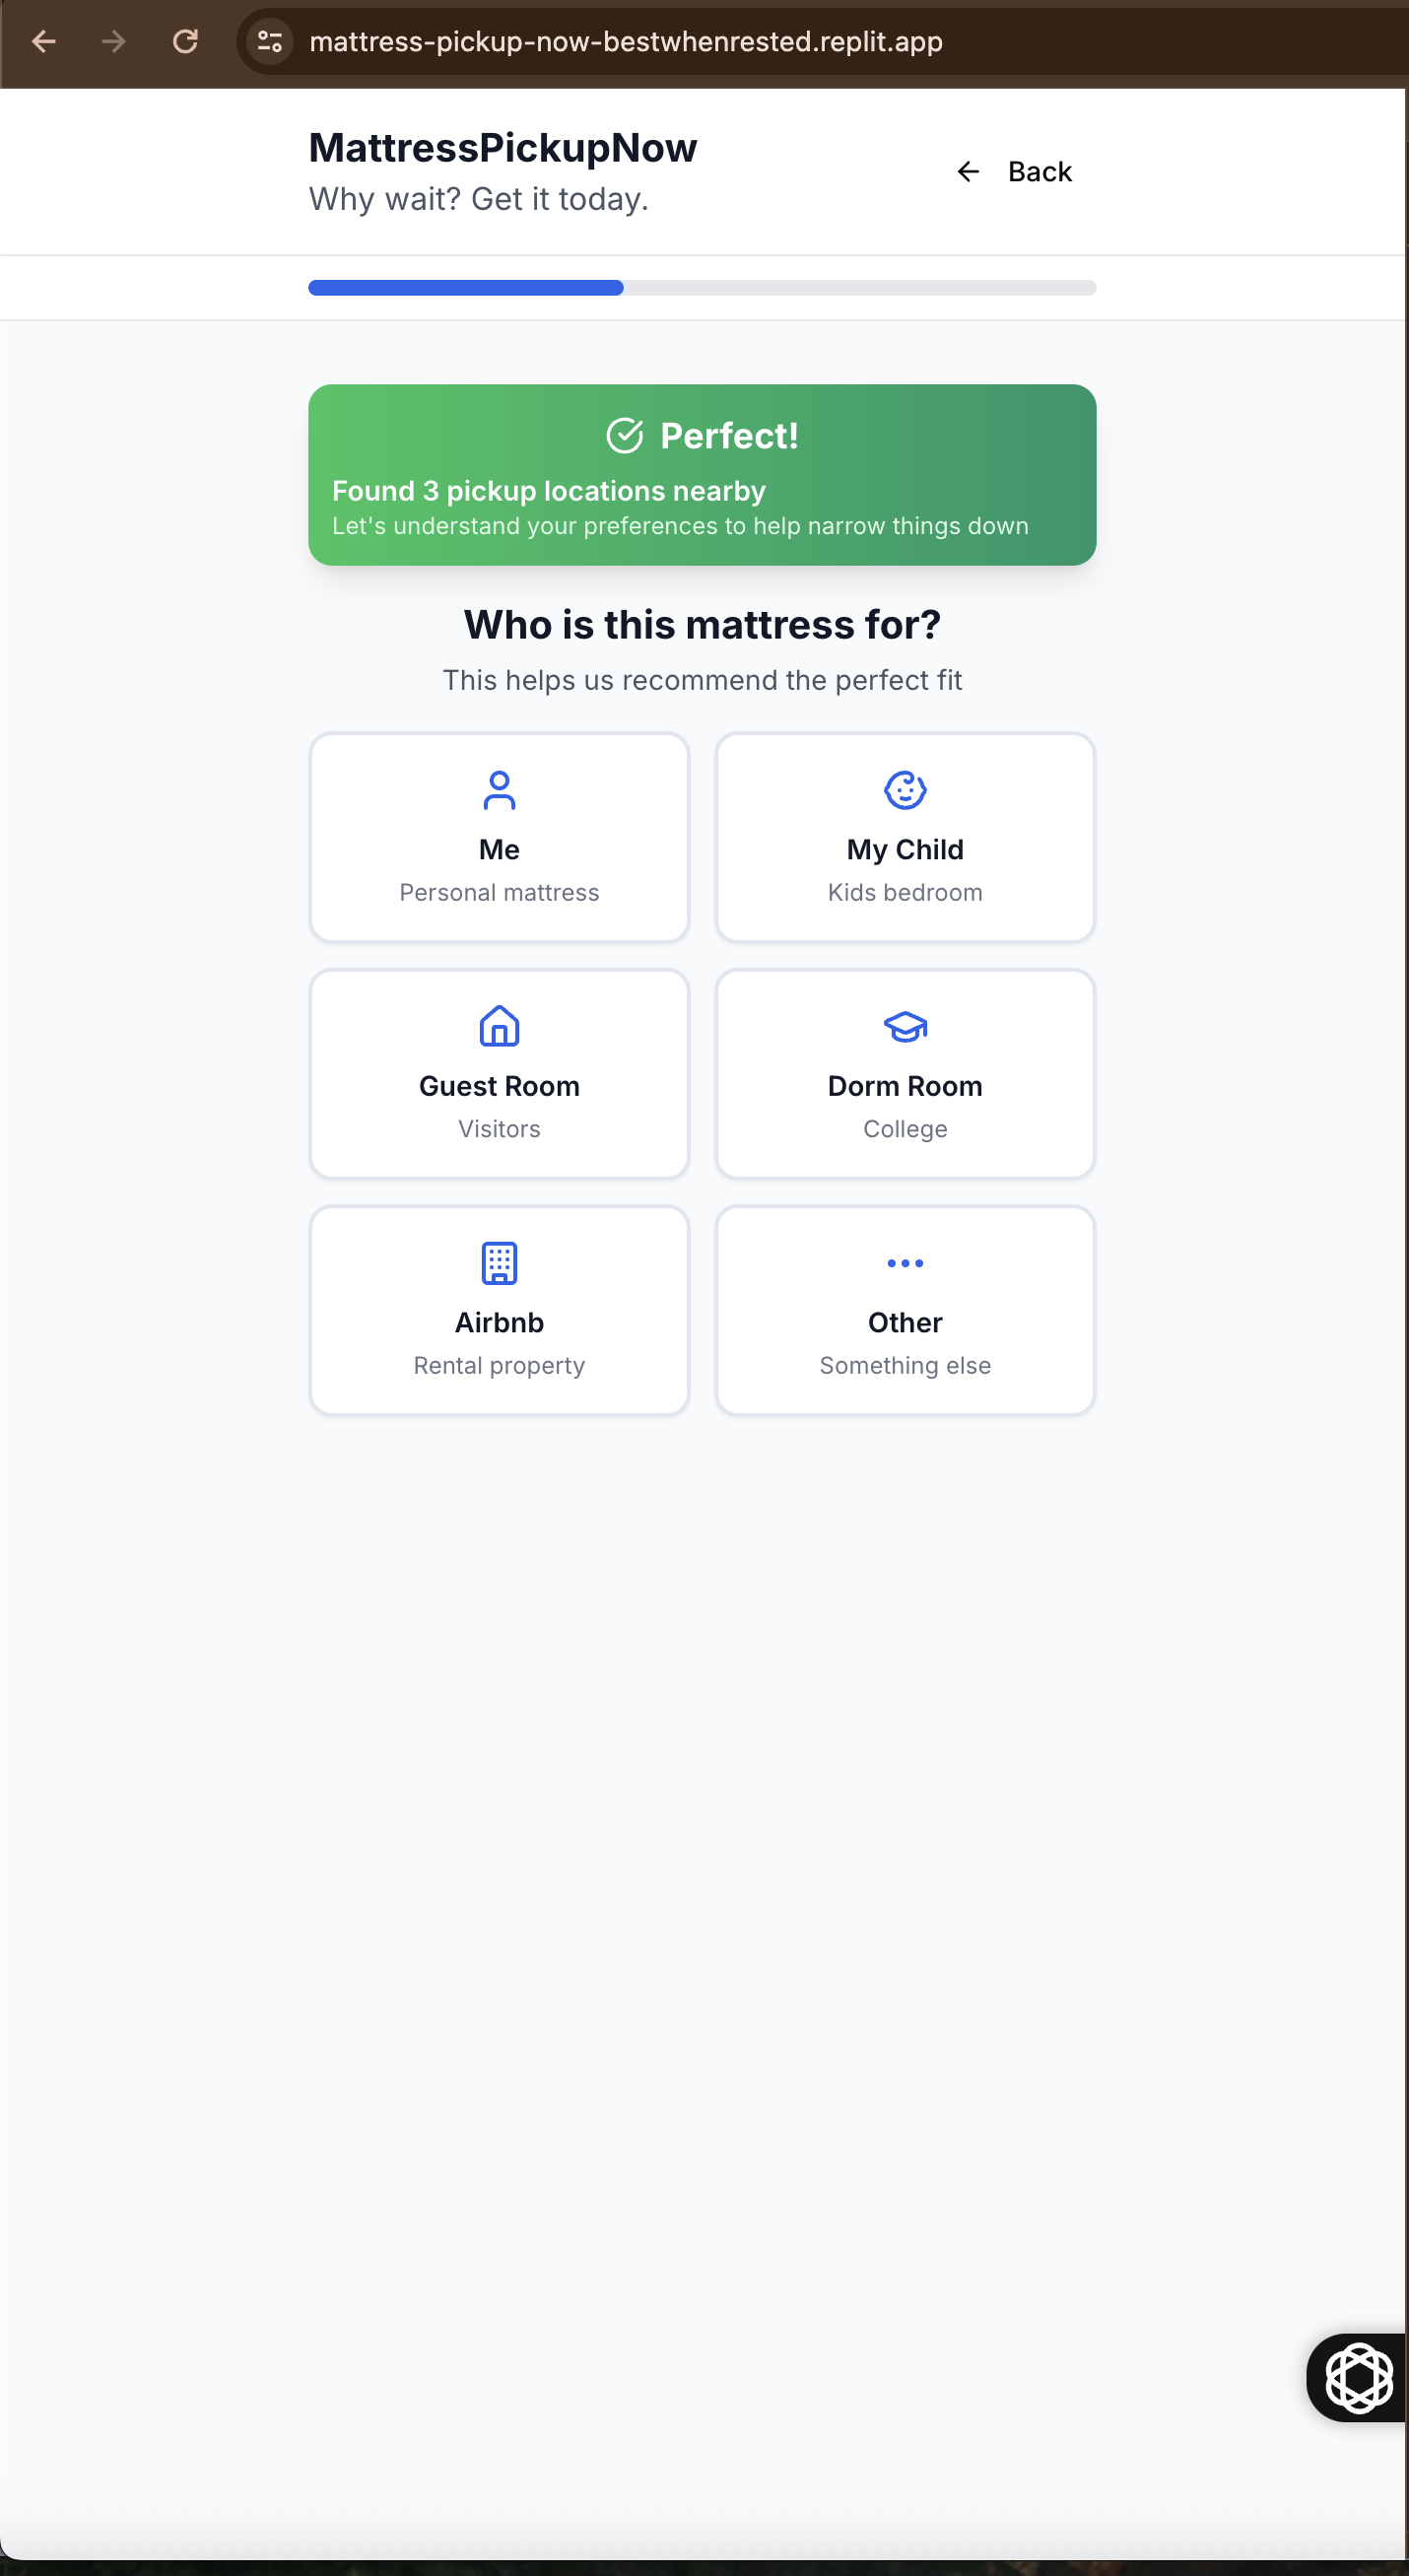 mattress-pickup-now-bestwhenrested.replit.app
MattressPickupNow
Why wait? Get it today.
Back
Perfect!
Found 3 pickup locations nearby
Let's understand your preferences to help narrow things down
Who is this mattress for?
This helps us recommend the perfect fit
Me
Personal mattress
My Child
Kids bedroom
Guest Room
Visitors
Dorm Room
College
Airbnb
Rental property
Other
Something else